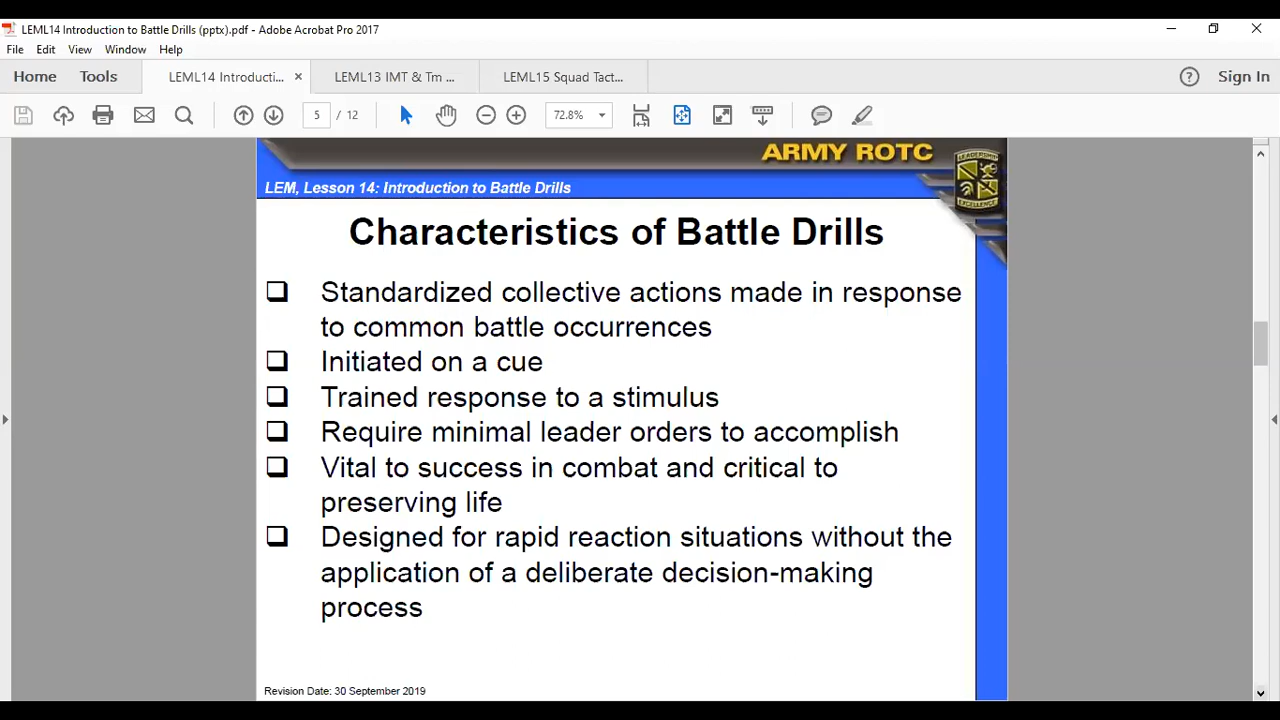 LEML14 Introduction to Battle Drills (pptx).pdf - Adobe Acrobat Pro 2017
File Edit View Window Help
Home Tools LEML14 Introducti... × LEML13 IMT & Tm ... LEML15 Squad Tact... Sign In
5 / 12 72.8%
ARMY ROTC
LEADERSHIP
EXCELLENCE
LEM, Lesson 14: Introduction to Battle Drills
Characteristics of Battle Drills
❑ Standardized collective actions made in response
to common battle occurrences
❑ Initiated on a cue
❑ Trained response to a stimulus
❑ Require minimal leader orders to accomplish
❑ Vital to success in combat and critical to
preserving life
❑ Designed for rapid reaction situations without the
application of a deliberate decision-making
process
Revision Date: 30 September 2019